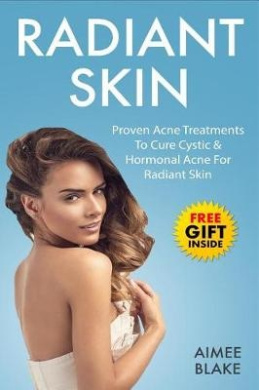 RADIANT
SKIN
Proven Acne Treatments
To Cure Cystic &
Hormonal Acne For
Radiant Skin
FREE
GIFT
INSIDE
AIMEE
BLAKE